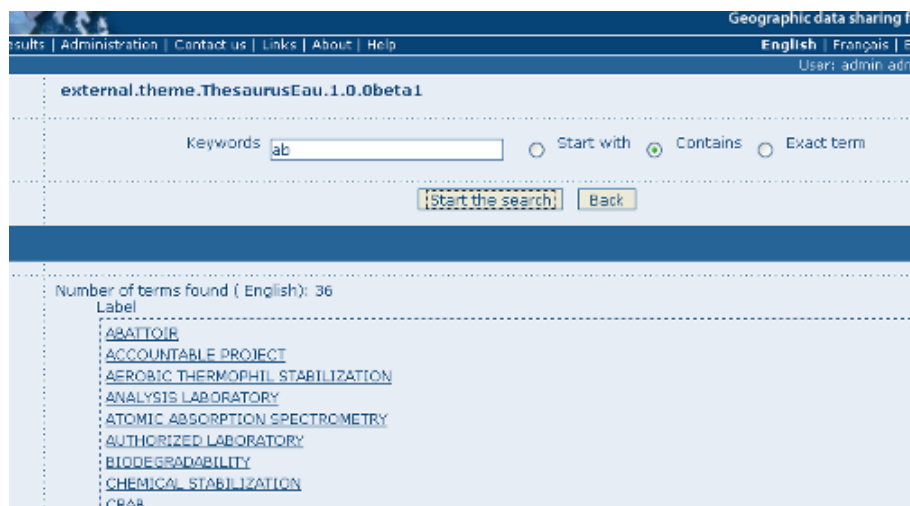 Geographic data sharing f
esults | Administration | Contact us | Links | About | Help
English | Français | E
User: admin adm
external.theme.ThesaurusEau.1.0.0beta1
Keywords ab Start with Contains Exact term
Start the search Back
Number of terms found ( English): 36
Label
ABATTOIR
ACCOUNTABLE PROJECT
AEROBIC THERMOPHIL STABILIZATION
ANALYSIS LABORATORY
ATOMIC ABSORPTION SPECTROMETRY
AUTHORIZED LABORATORY
BIODEGRADABILITY
CHEMICAL STABILIZATION
CRAB